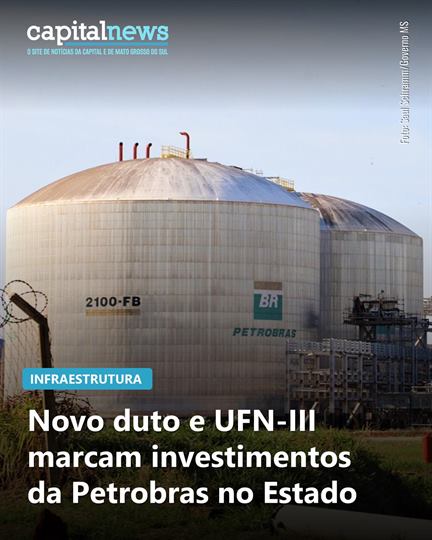 capitalnews
O SITE DE NOTÍCIAS DA CAPITAL E DE MATO GROSSO DO SUL
Foto: Saul Schramm/Governo MS
2100-FB
BR
PETROBRAS
INFRAESTRUTURA
Novo duto e UFN-III
marcam investimentos
da Petrobras no Estado